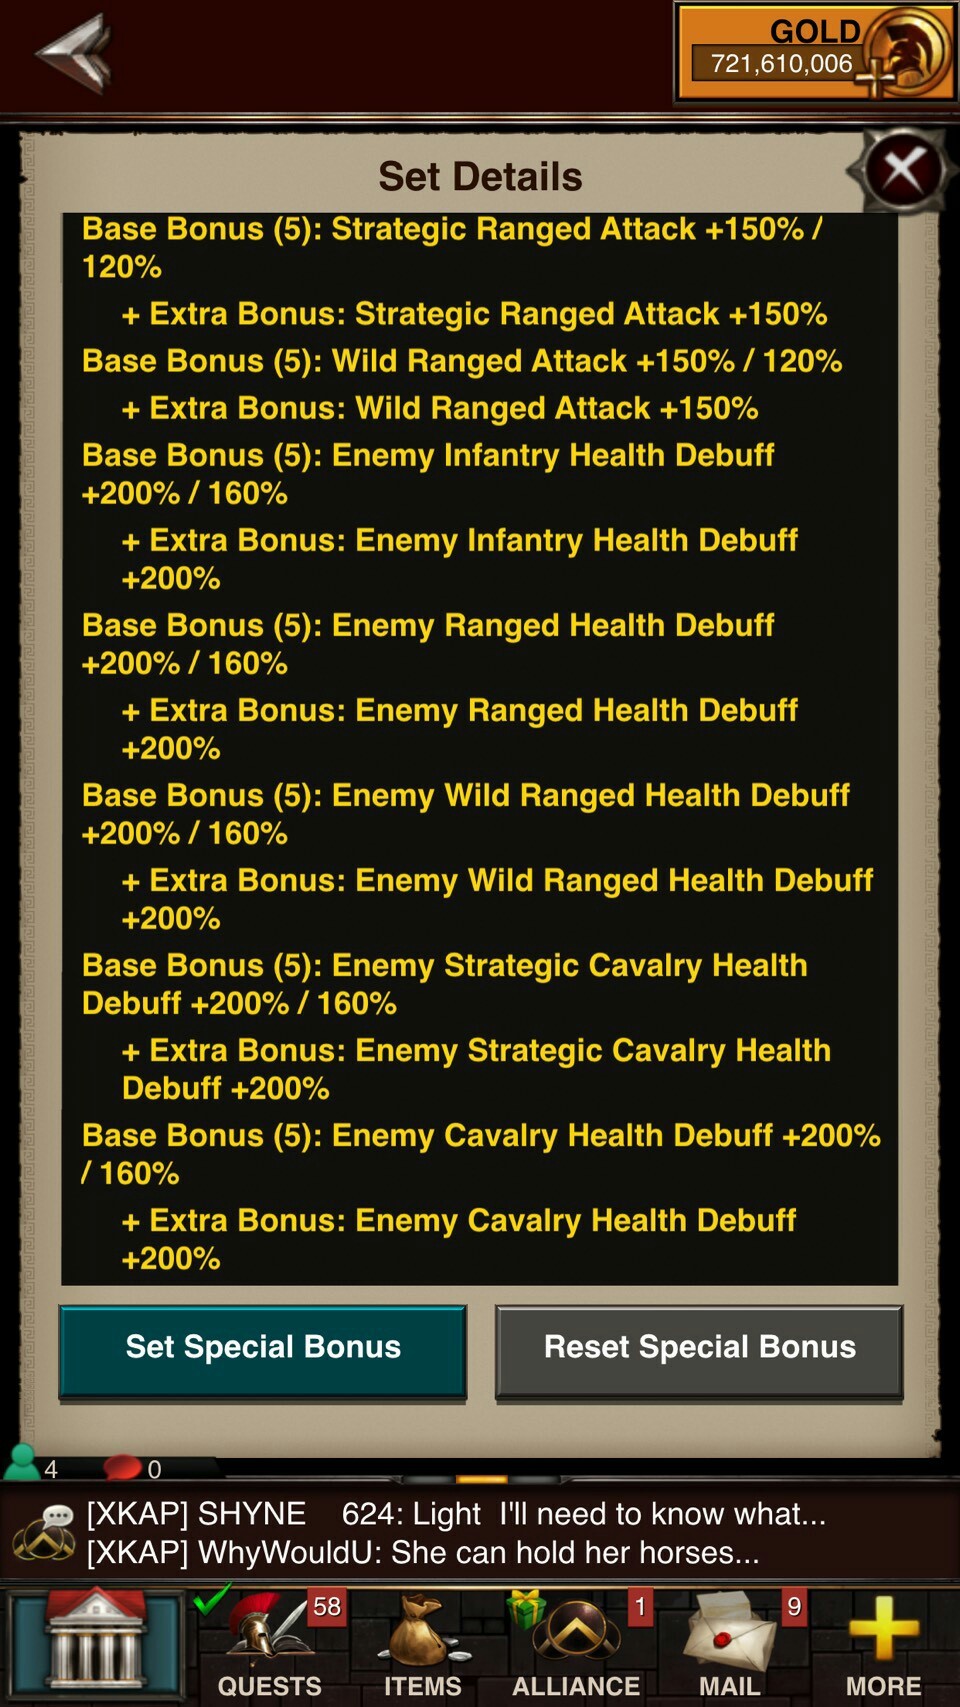 GOLD
721,610,006
Set Details
Base Bonus (5): Strategic Ranged Attack +150% /
120%
+ Extra Bonus: Strategic Ranged Attack +150%
Base Bonus (5): Wild Ranged Attack +150% / 120%
+ Extra Bonus: Wild Ranged Attack +150%
Base Bonus (5): Enemy Infantry Health Debuff
+200% / 160%
+ Extra Bonus: Enemy Infantry Health Debuff
+200%
Base Bonus (5): Enemy Ranged Health Debuff
+200% / 160%
+ Extra Bonus: Enemy Ranged Health Debuff
+200%
Base Bonus (5): Enemy Wild Ranged Health Debuff
+200% / 160%
+ Extra Bonus: Enemy Wild Ranged Health Debuff
+200%
Base Bonus (5): Enemy Strategic Cavalry Health
Debuff +200% / 160%
+ Extra Bonus: Enemy Strategic Cavalry Health
Debuff +200%
Base Bonus (5): Enemy Cavalry Health Debuff +200%
/ 160%
+ Extra Bonus: Enemy Cavalry Health Debuff
+200%
Set Special Bonus
Reset Special Bonus
4
0
[XKAP] SHYNE 624: Light I'll need to know what...
[XKAP] WhyWouldU: She can hold her horses...
58
1
9
QUESTS
ITEMS
ALLIANCE
MAIL
MORE